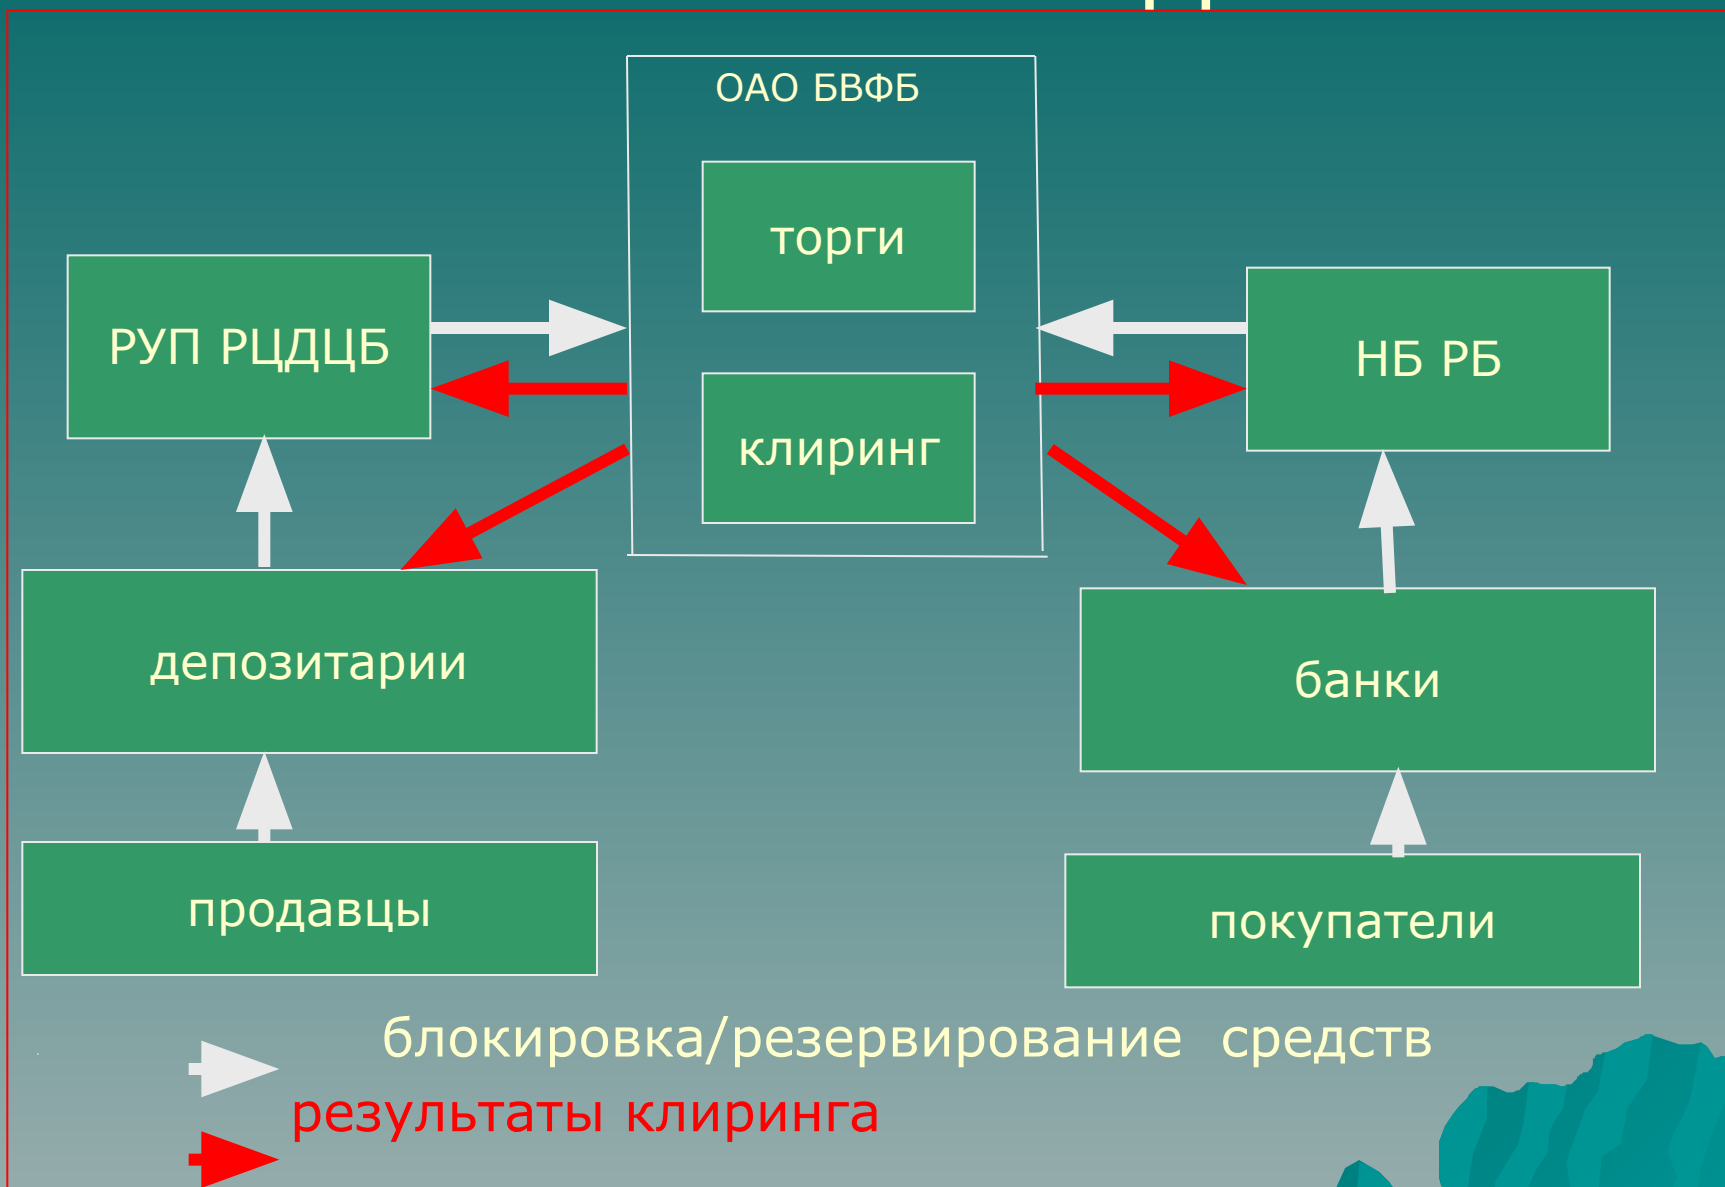 ОАО БВФБ
торги
РУП РЦДЦБ
НБ РБ
клиринг
депозитарии
банки
продавцы
покупатели
блокировка/резервирование средств
результаты клиринга